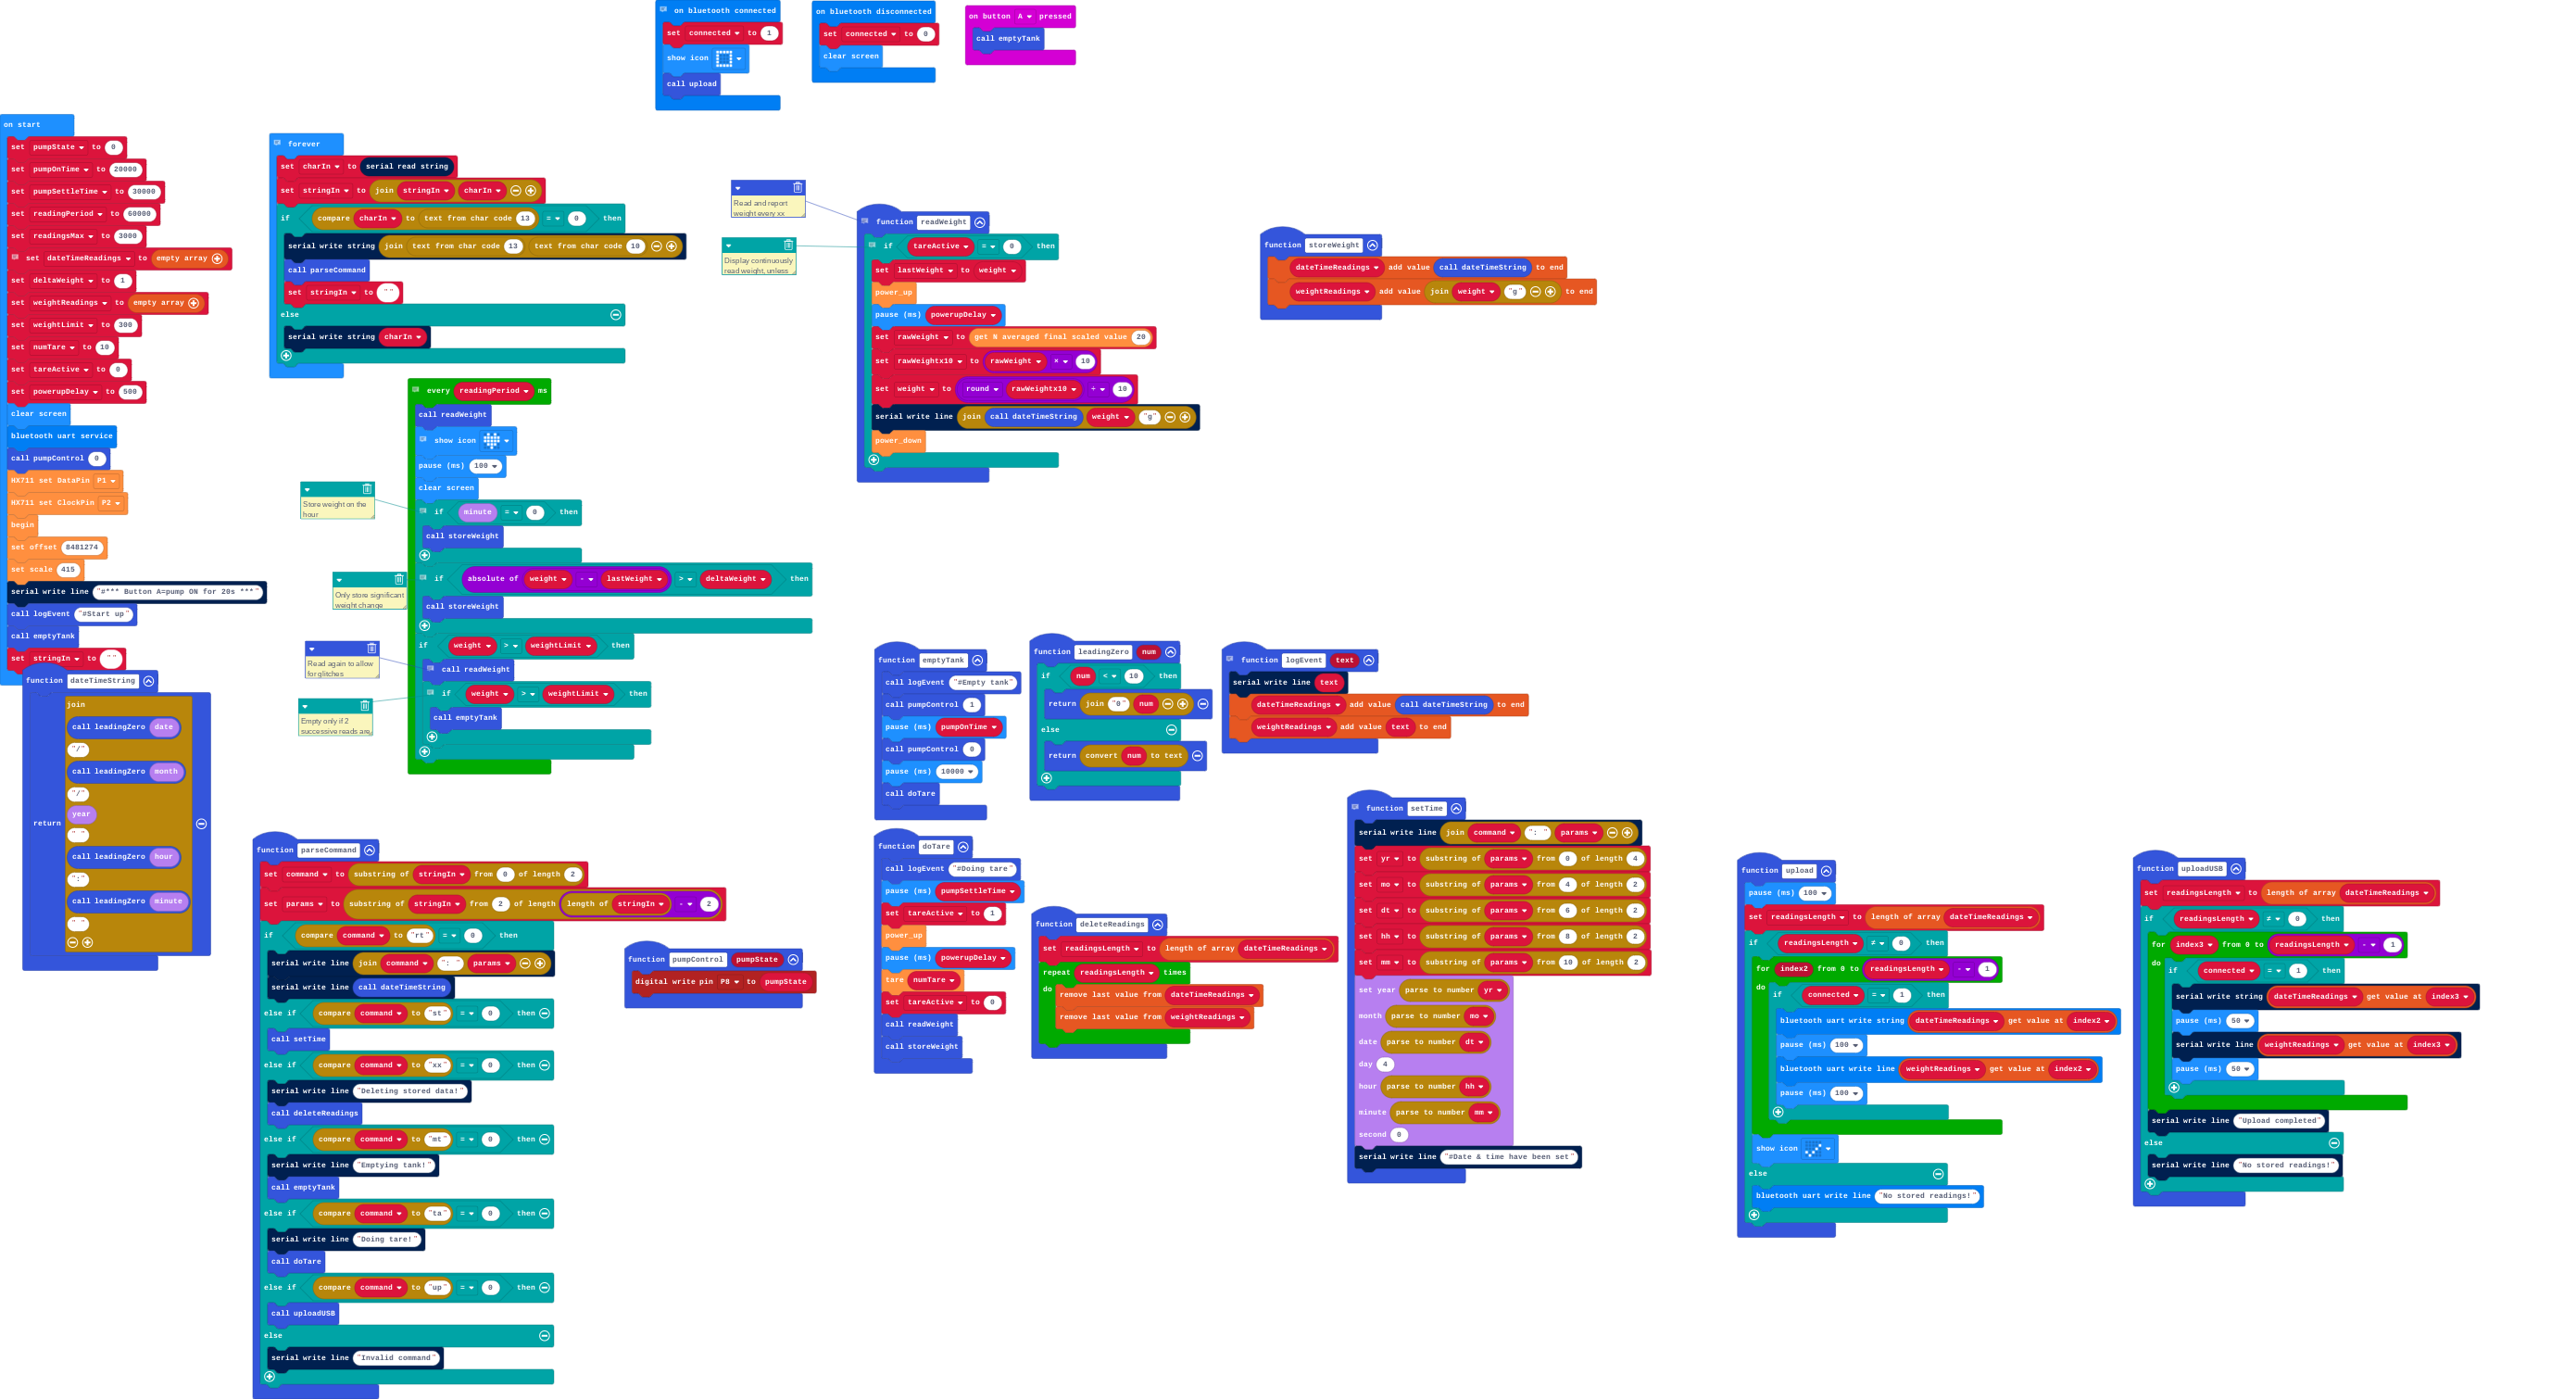 on bluetooth connected
set connected to 1
show icon
call upload
on bluetooth disconnected
set connected to 0
clear screen
on button A pressed
call emptyTank
on start
set pumpState to 0
set pumpOnTime to 20000
set pumpSettleTime to 30000
set readingPeriod to 60000
set readingsMax to 3000
set dateTimeReadings to empty array
set deltaWeight to 1
set weightReadings to empty array
set weightLimit to 300
set numTare to 10
set tareActive to 0
set powerupDelay to 500
clear screen
bluetooth uart service
call pumpControl 0
HX711 set DataPin P1
HX711 set ClockPin P2
begin
set offset 8481274
set scale 415
serial write line "#*** Button A=pump ON for 20s ***"
call logEvent "#Start up"
call emptyTank
set stringIn to ""
function dateTimeString
return join
call leadingZero date
"/"
call leadingZero month
"/"
year
" "
call leadingZero hour
":"
call leadingZero minute
" "
forever
set charIn to serial read string
set stringIn to join stringIn charIn
if compare charIn to text from char code 13 = 0 then
serial write string join text from char code 13 text from char code 10
call parseCommand
set stringIn to ""
else
serial write string charIn
every readingPeriod ms
call readWeight
show icon
pause (ms) 100
clear screen
Store weight on the
hour
if minute = 0 then
call storeWeight
Only store significant
weight change
if absolute of weight - lastWeight > deltaWeight then
call storeWeight
if weight > weightLimit then
Read again to allow
for glitches
call readWeight
Empty only if 2
successive reads are
if weight > weightLimit then
call emptyTank
Read and report
weight every xx
Display continuously
read weight, unless
function readWeight
if tareActive = 0 then
set lastWeight to weight
power_up
pause (ms) powerupDelay
set rawWeight to get N averaged final scaled value 20
set rawWeightx10 to rawWeight × 10
set weight to round rawWeightx10 ÷ 10
serial write line join call dateTimeString weight "g"
power_down
function storeWeight
dateTimeReadings add value call dateTimeString to end
weightReadings add value join weight "g" to end
function emptyTank
call logEvent "#Empty tank"
call pumpControl 1
pause (ms) pumpOnTime
call pumpControl 0
pause (ms) 10000
call doTare
function leadingZero num
if num < 10 then
return join "0" num
else
return convert num to text
function logEvent text
serial write line text
dateTimeReadings add value call dateTimeString to end
weightReadings add value text to end
function parseCommand
set command to substring of stringIn from 0 of length 2
set params to substring of stringIn from 2 of length length of stringIn - 2
if compare command to "rt" = 0 then
serial write line join command ": " params
serial write line call dateTimeString
else if compare command to "st" = 0 then
call setTime
else if compare command to "xx" = 0 then
serial write line "Deleting stored data!"
call deleteReadings
else if compare command to "mt" = 0 then
serial write line "Emptying tank!"
call emptyTank
else if compare command to "ta" = 0 then
serial write line "Doing tare!"
call doTare
else if compare command to "up" = 0 then
call uploadUSB
else
serial write line "Invalid command"
function pumpControl pumpState
digital write pin P8 to pumpState
function doTare
call logEvent "#Doing tare"
pause (ms) pumpSettleTime
set tareActive to 1
power_up
pause (ms) powerupDelay
tare numTare
set tareActive to 0
call readWeight
call storeWeight
function deleteReadings
set readingsLength to length of array dateTimeReadings
repeat readingsLength times
do
remove last value from dateTimeReadings
remove last value from weightReadings
function setTime
serial write line join command ": " params
set yr to substring of params from 0 of length 4
set mo to substring of params from 4 of length 2
set dt to substring of params from 6 of length 2
set hh to substring of params from 8 of length 2
set mm to substring of params from 10 of length 2
set year parse to number yr
month parse to number mo
date parse to number dt
day 4
hour parse to number hh
minute parse to number mm
second 0
serial write line "#Date & time have been set"
function upload
pause (ms) 100
set readingsLength to length of array dateTimeReadings
if readingsLength ≠ 0 then
for index2 from 0 to readingsLength - 1
do
if connected = 1 then
bluetooth uart write string dateTimeReadings get value at index2
pause (ms) 100
bluetooth uart write line weightReadings get value at index2
pause (ms) 100
show icon
else
bluetooth uart write line "No stored readings!"
function uploadUSB
set readingsLength to length of array dateTimeReadings
if readingsLength ≠ 0 then
for index3 from 0 to readingsLength - 1
do
if connected = 1 then
serial write string dateTimeReadings get value at index3
pause (ms) 50
serial write line weightReadings get value at index3
pause (ms) 50
serial write line "Upload completed"
else
serial write line "No stored readings!"